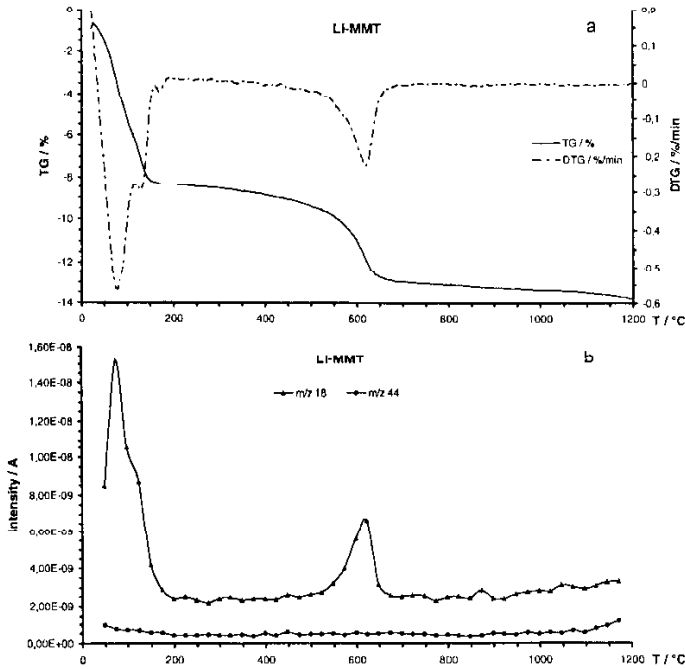 LI-MMT
a
0
-2
-4
-6
-8
-10
-12
-14
TG / %
0,2
0,1
0
-0,1
-0,2
-0,3
-0,4
-0,5
-0,6
DTG / %/min
TG / %
DTG / %/min
0 200 400 600 800 1000 1200
T / °C
LI-MMT
b
m/z 18 m/z 44
1,60E-08
1,40E-08
1,20E-08
1,00E-08
8,00E-09
4,00E-09
2,00E-09
0,00E+00
Intensity / A
0 200 400 600 800 1000 1200
T / °C